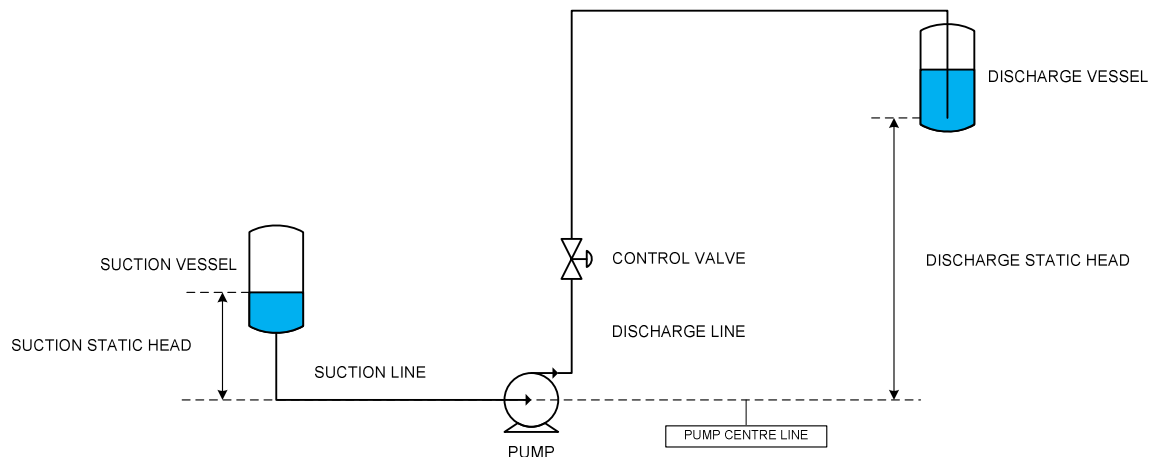 DISCHARGE VESSEL
SUCTION VESSEL
CONTROL VALVE
DISCHARGE STATIC HEAD
DISCHARGE LINE
SUCTION STATIC HEAD
SUCTION LINE
PUMP CENTRE LINE
PUMP